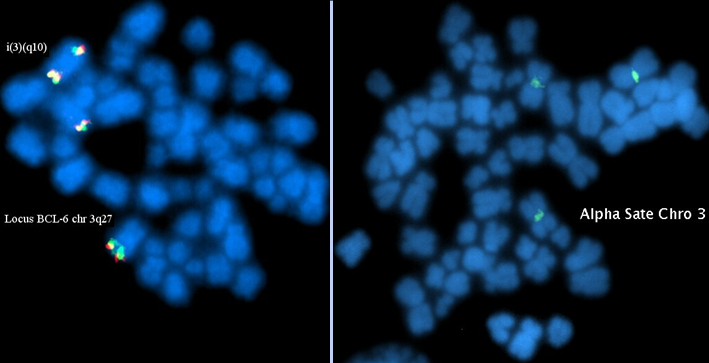 i(3)(q10)
Locus BCL-6 chr 3q27
Alpha Sate Chro 3